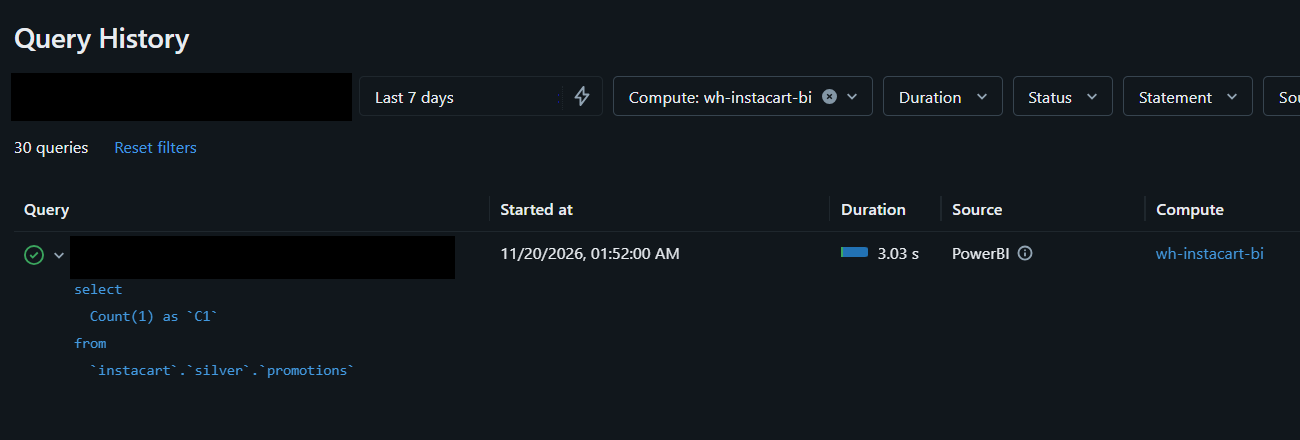 Query History
Last 7 days Compute: wh-instacart-bi Duration Status Statement Sou
30 queries Reset filters
Query Started at Duration Source Compute
11/20/2026, 01:52:00 AM 3.03 s PowerBI wh-instacart-bi
select
Count(1) as `C1`
from
`instacart`.`silver`.`promotions`